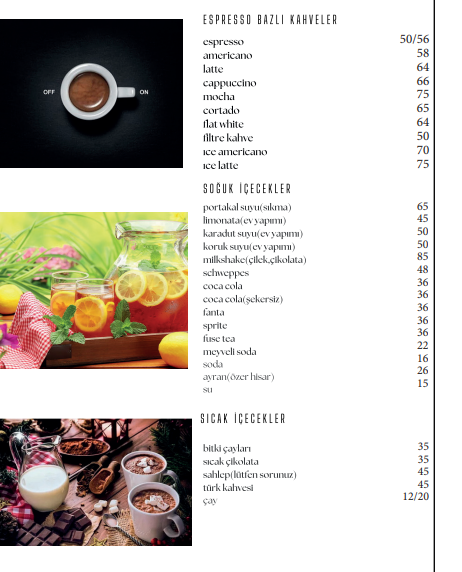 ESPRESSO BAZLI KAHVELER
espresso 50/56
americano 58
latte 64
cappuccino 66
mocha 75
cortado 65
flat white 64
filtre kahve 50
ıce americano 70
ıce latte 75
OFF ON
SOĞUK İÇECEKLER
portakal suyu(sıkma) 65
limonata(ev yapımı) 45
karadut suyu(ev yapımı) 50
koruk suyu(ev yapımı) 50
milkshake(çilek,çikolata) 85
schweppes 48
coca cola 36
coca cola(şekersiz) 36
fanta 36
sprite 36
fuse tea 36
meyveli soda 22
soda 16
ayran(özer hisar) 26
su 15
SICAK İÇECEKLER
bitki çayları 35
sıcak çikolata 35
sahlep(lütfen sorunuz) 45
türk kahvesi 45
çay 12/20